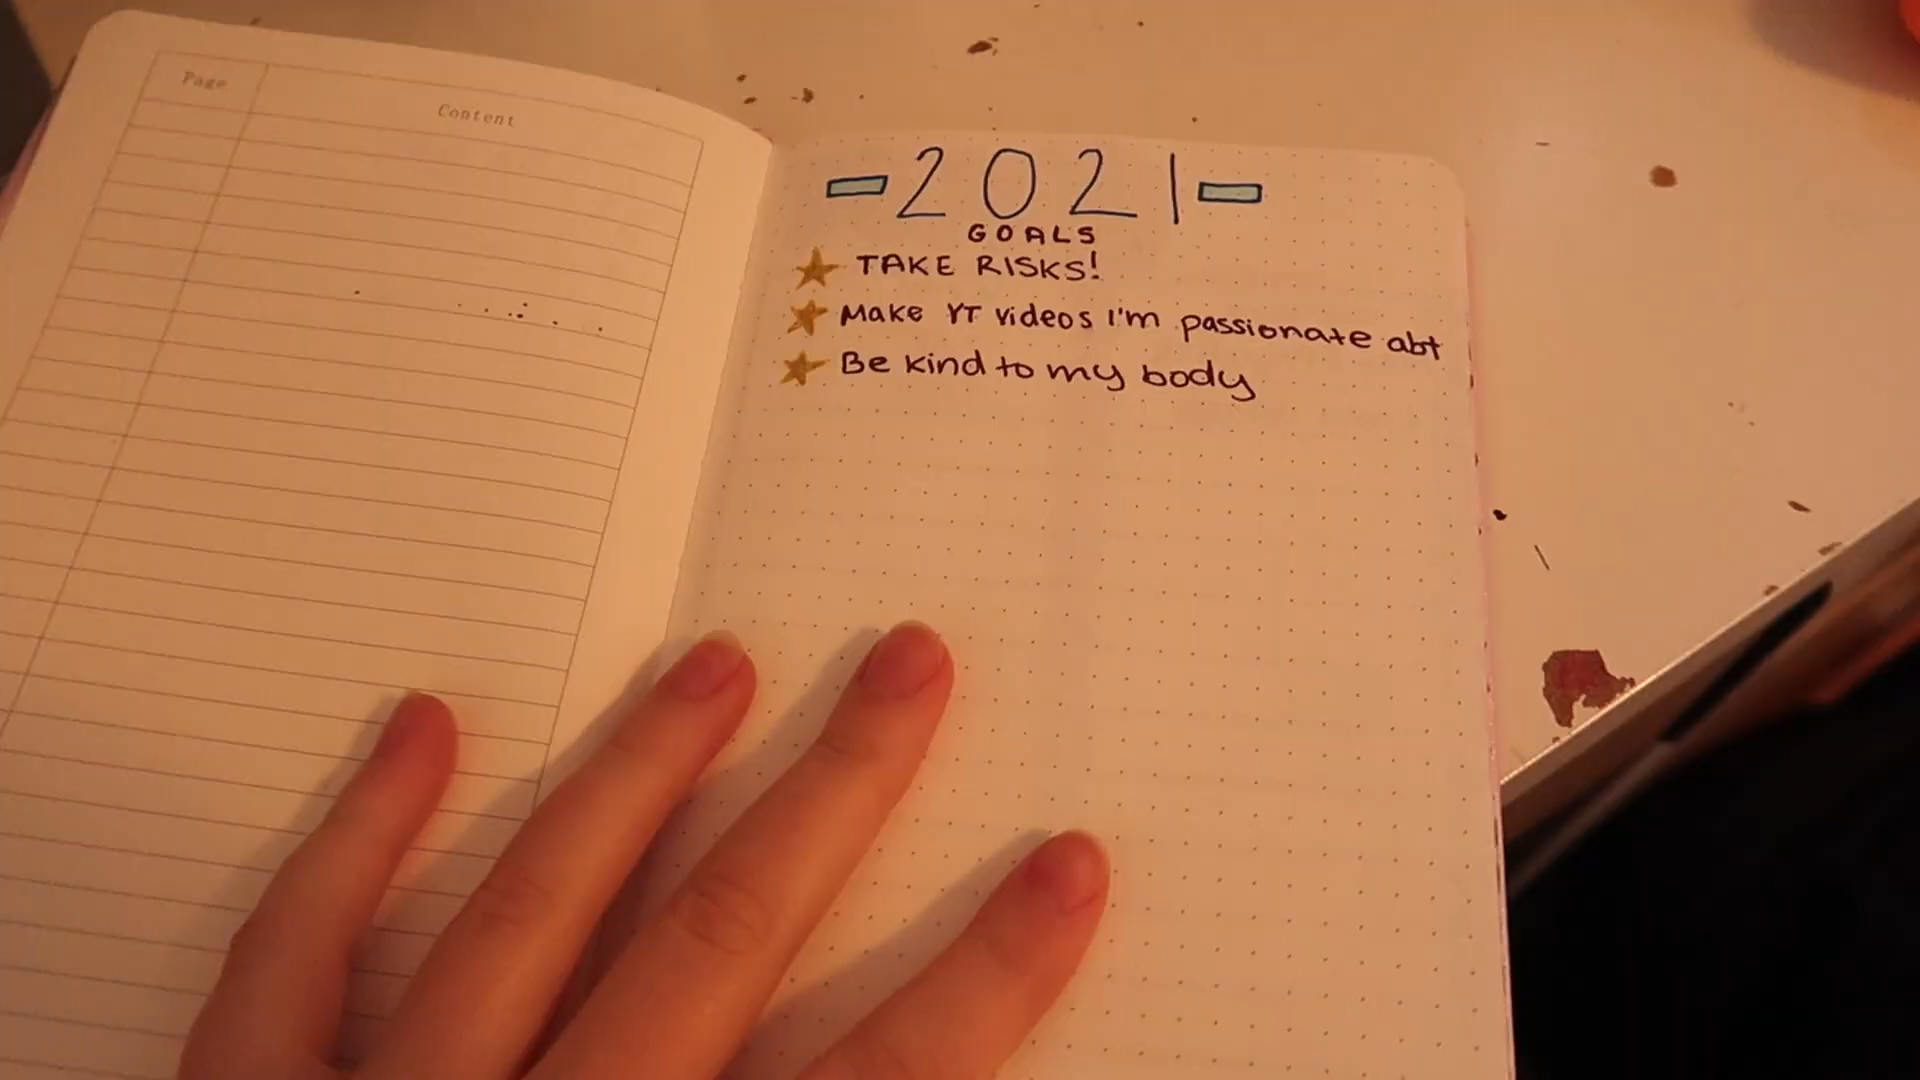 Page
Content
2021
GOALS
TAKE RISKS!
Make YT videos I'm passionate abt
Be kind to my body